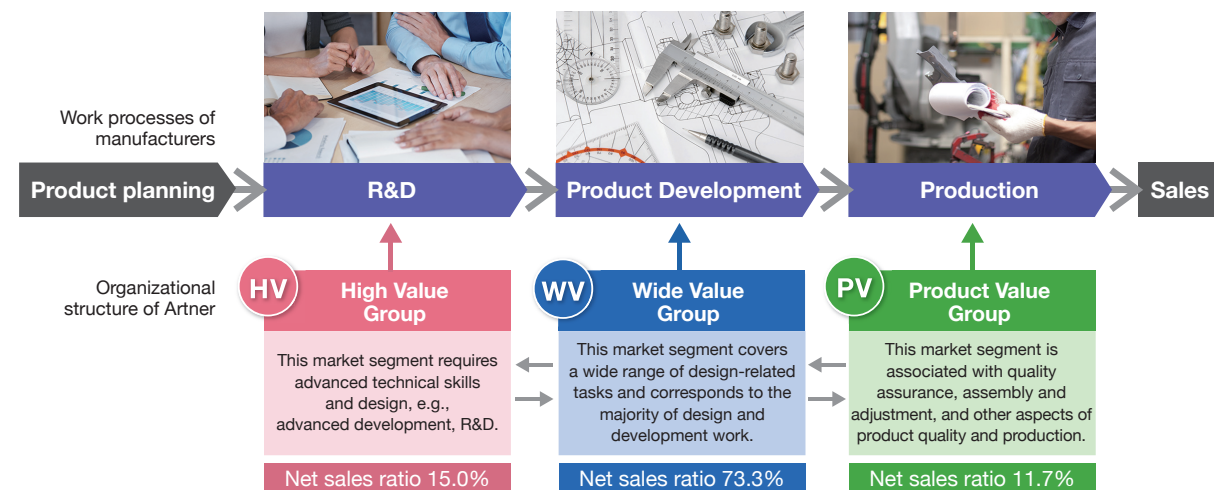 Work processes of
manufacturers
Product planning
R&D
Product Development
Production
Sales
Organizational
structure of Artner
HV
High Value
Group
This market segment requires
advanced technical skills
and design, e.g.,
advanced development, R&D.
Net sales ratio 15.0%
WV
Wide Value
Group
This market segment covers
a wide range of design-related
tasks and corresponds to the
majority of design and
development work.
Net sales ratio 73.3%
PV
Product Value
Group
This market segment is
associated with quality
assurance, assembly and
adjustment, and other aspects of
product quality and production.
Net sales ratio 11.7%